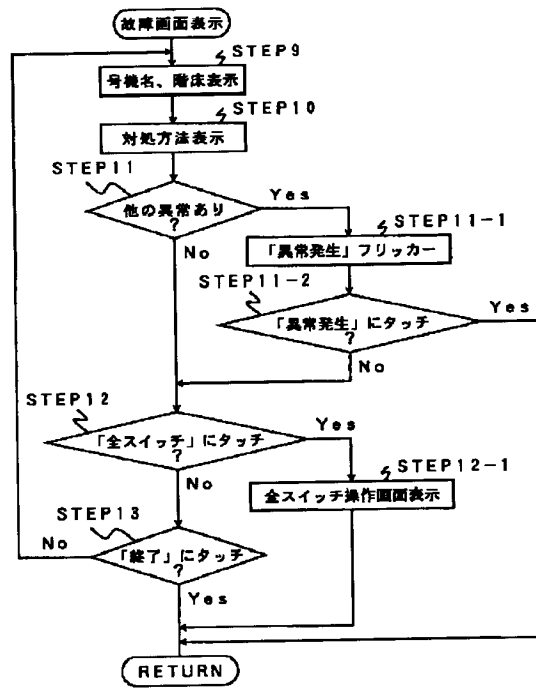 故障画面表示
STEP9
号機名、階床表示
STEP10
対処方法表示
STEP11
他の異常あり
?
Yes
No
STEP11-1
「異常発生」フリッカー
STEP11-2
「異常発生」にタッチ
?
Yes
No
STEP12
「全スイッチ」にタッチ
?
Yes
No
STEP12-1
全スイッチ操作画面表示
STEP13
「終了」にタッチ
?
No
Yes
RETURN